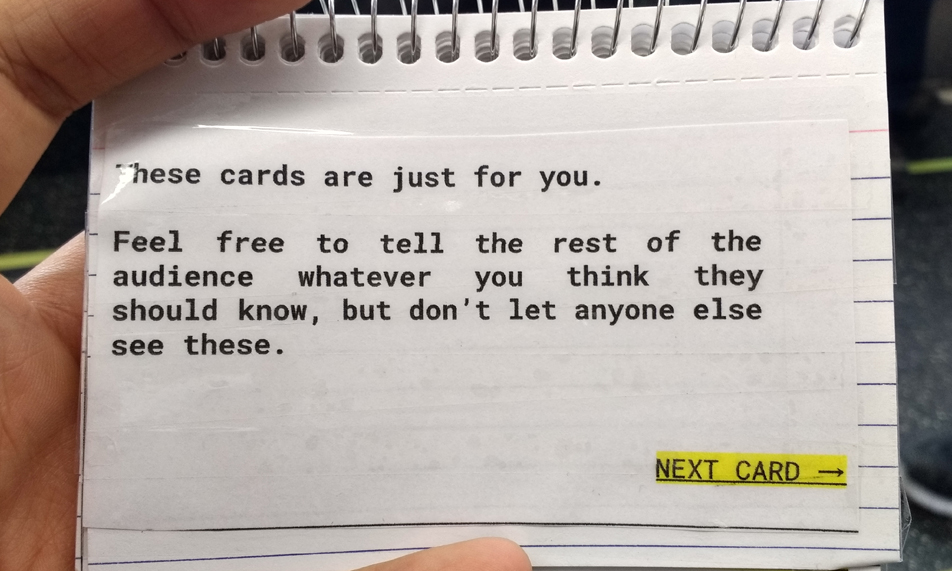 These cards are just for you.
Feel free to tell the rest of the
audience whatever you think they
should know, but don't let anyone else
see these.
NEXT CARD →